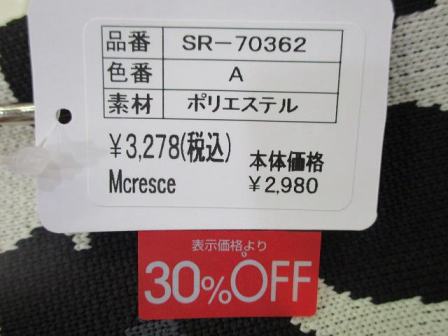 品番 SR-70362
色番 A
素材 ポリエステル
¥3,278(税込) 本体価格
Mcresce ¥2,980
表示価格より
30%OFF